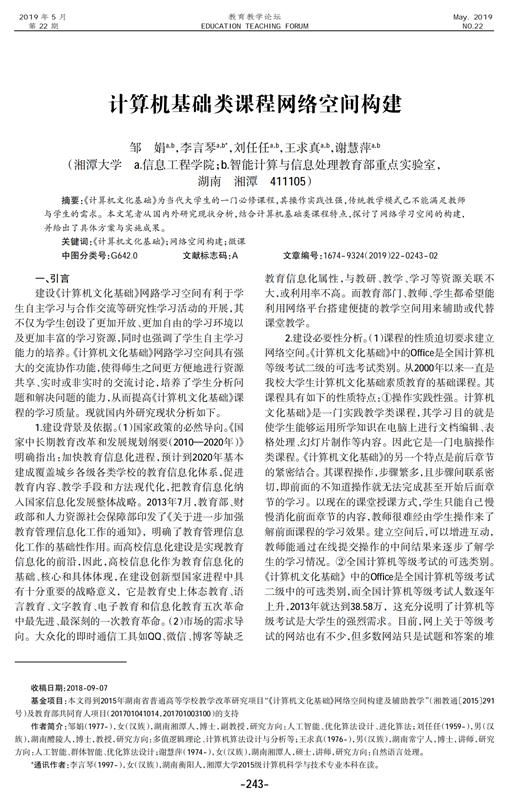 2019 年 5 月
第 22 期
教育教学论坛
EDUCATION TEACHING FORUM
May. 2019
NO.22
计算机基础类课程网络空间构建
邹　娟a,b,李言琴a,b*,刘任任a,b,王求真a,b,谢慧萍a,b
（湘潭大学　a.信息工程学院；b.智能计算与信息处理教育部重点实验室，
湖南　湘潭　411105）
摘要：《计算机文化基础》为当代大学生的一门必修课程，其操作实践性强，传统教学模式已不能满足教师
与学生的需求。本文笔者从国内外研究现状分析，结合计算机基础类课程特点，探讨了网络学习空间的构建，
并给出了具体方案与实施成果。
关键词：《计算机文化基础》；网络空间构建；微课
中图分类号：G642.0　　文献标志码：A　　文章编号：1674-9324(2019)22-0243-02
一、引言
建设《计算机文化基础》网路学习空间有利于学
生自主学习与合作交流等研究性学习活动的开展，其
不仅为学生创设了更加开放、更加自由的学习环境以
及更加丰富的学习资源，同时也强调了学生自主学习
能力的培养。《计算机文化基础》网路学习空间具有强
大的交流协作功能，使得师生之间更方便地进行资源
共享、实时或非实时的交流讨论，培养了学生分析问
题和解决问题的能力，从而提高《计算机文化基础》课
程的学习质量。现就国内外研究现状分析如下。
1.建设背景及依据。（1）国家政策的必然导向。《国
家中长期教育改革和发展规划纲要（2010—2020年）》
明确指出：加快教育信息化进程，预计到2020年基本
建成覆盖城乡各级各类学校的教育信息化体系，促进
教育内容、教学手段和方法现代化，把教育信息化纳
入国家信息化发展整体战略。2013年7月，教育部、财
政部和人力资源社会保障部印发了《关于进一步加强
教育管理信息化工作的通知》，明确了教育管理信息
化工作的基础性作用。而高校信息化建设是实现教育
信息化的前沿，因此，高校信息化作为教育信息化的
基础、核心和具体体现，在建设创新型国家进程中具
有十分重要的战略意义，它是教育史上体态教育、语
言教育、文字教育、电子教育和信息化教育五次革命
中最先进、最深刻的一次教育革命。（2）市场的需求导
向。大众化的即时通信工具如QQ、微信、博客等缺乏
教育信息化属性，与教研、教学、学习等资源关联不
大，或利用率不高。而教育部门、教师、学生都希望能
利用网络平台搭建便捷的教学空间用来辅助或代替
课堂教学。
2.建设必要性分析。（1）课程的性质迫切要求建立
网络空间。《计算机文化基础》中的Office是全国计算机
等级考试二级的可选考试类别。从2000年以来一直是
我校大学生计算机文化基础素质教育的基础课程。其
课程具有如下的性质特点：①操作实践性强。计算机
文化基础》是一门实践教学类课程，其学习目的就是
使学生能够运用所学知识在电脑上进行文档编辑、表
格处理、幻灯片制作等内容。因此它是一门电脑操作
类课程。《计算机文化基础》的另一个特点是前后章节
的紧密结合。其课程操作，步骤繁多，且步骤间联系密
切，即前面的不知道操作就无法完成甚至开始后面章
节的学习。以现在的课堂授课方式，学生只能自己慢
慢消化前面章节的内容，教师很难经由学生操作来了
解前面课程的学习效果。建立空间后，可以增进互动，
教师能通过在线提交操作的中间结果来逐步了解学
生的学习情况。②全国计算机等级考试的可选类别。
《计算机文化基础》中的Office是全国计算机等级考试
二级中的可选类别，而全国计算机等级考试人数逐年
上升，2013年就达到38.58万，这充分说明了计算机等
级考试是大学生的强烈需求。目前，网上关于等级考
试的网站也有不少，但多数网站只是试题和答案的堆
收稿日期：2018-09-07
基金项目：本文得到2015年湖南省普通高等学校教学改革研究项目“《计算机文化基础》网络空间构建及辅助教学”（湘教通〔2015〕291
号）及教育部共同育人项目（201701041014，201701003100）的支持
作者简介：邹娟(1977-)，女（汉族），湖南湘潭人，博士，副教授，研究方向：人工智能、优化算法设计、进化算法；刘任任(1959-)，男（汉
族），湖南醴陵人，博士，教授，研究方向：多值逻辑理论、计算机算法设计与分析等；王求真(1976-)，男（汉族），湖南常宁人，博士，讲师，研究
方向：人工智能、群体智能、优化算法设计；谢慧萍(1974-)，女（汉族），湖南湘潭人，硕士，讲师，研究方向：自然语言处理。
*通讯作者：李言琴(1997-)，女（汉族），湖南衡阳人，湘潭大学2015级计算机科学与技术专业本科在读。
-243-